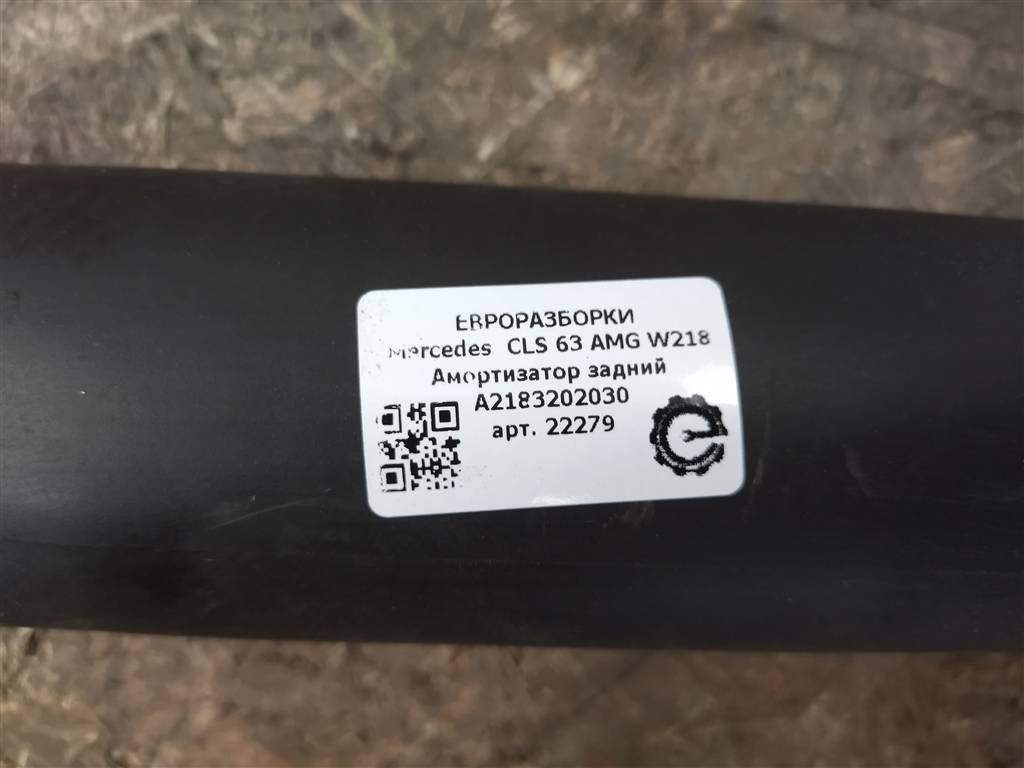 ЕВРОРАЗБОРКИ
Mercedes CLS 63 AMG W218
Амортизатор задний
A2183202030
арт. 22279